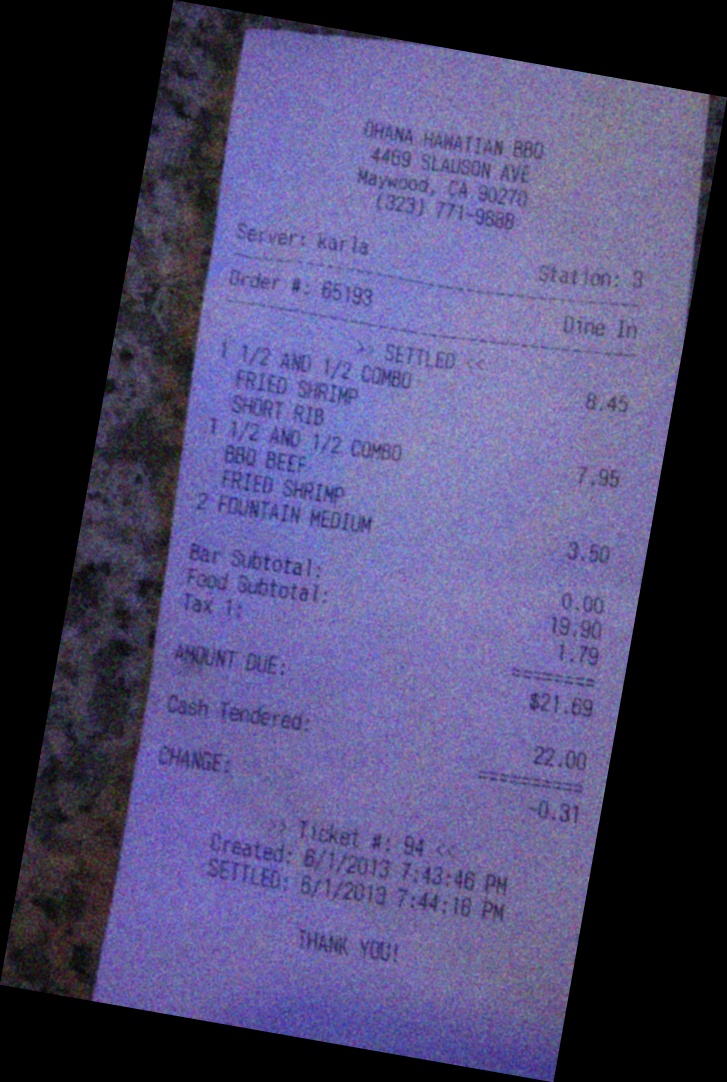 OHANA HAWAIIAN BBQ
4469 SLAUSON AVE
Maywood, CA 90270
(323) 771-9688
Server: karla Station: 3
Order #: 65193 Dine In
>> SETTLED <<
1 1/2 AND 1/2 COMBO 8.45
FRIED SHRIMP
SHORT RIB
1 1/2 AND 1/2 COMBO 7.95
BBQ BEEF
FRIED SHRIMP
2 FOUNTAIN MEDIUM 3.50
Bar Subtotal: 0.00
Food Subtotal: 19.90
Tax 1: 1.79
========
AMOUNT DUE: $21.69
Cash Tendered: 22.00
==========
CHANGE: -0.31
>> Ticket #: 94 <<
Created: 6/1/2013 7:43:46 PM
SETTLED: 6/1/2013 7:44:16 PM
THANK YOU!